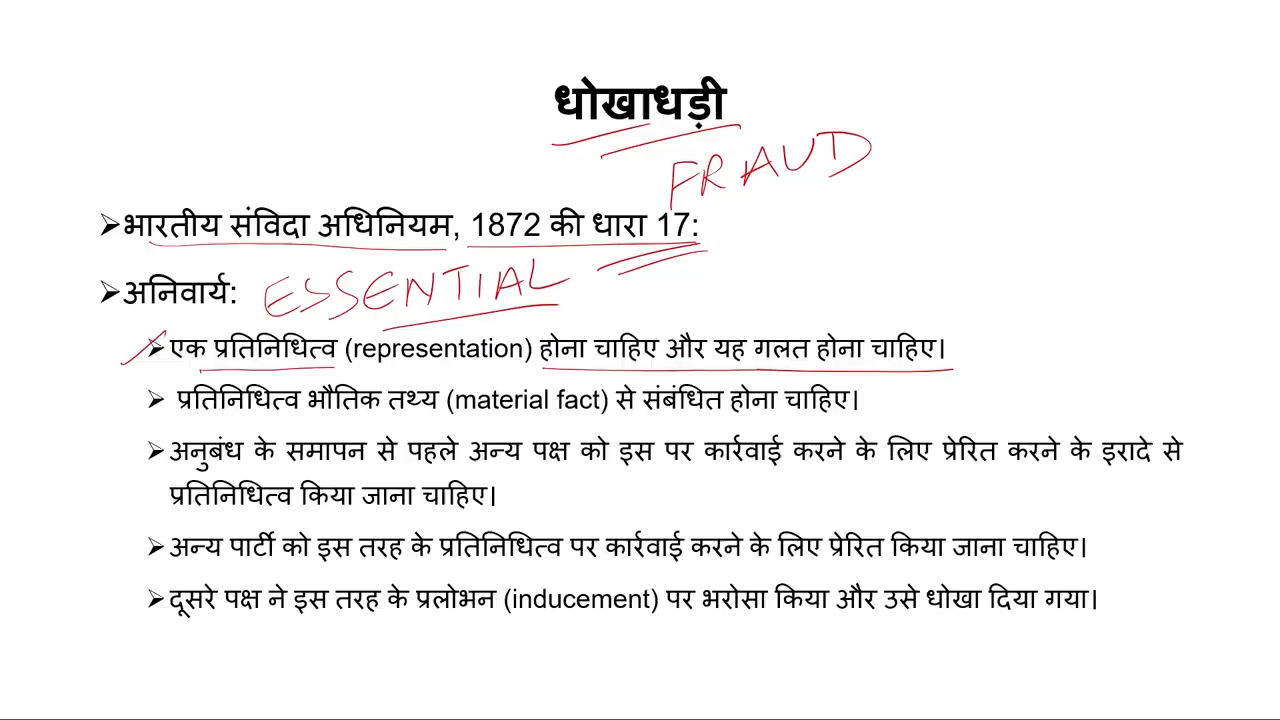 धोखाधड़ी
FRAUD
➢भारतीय संविदा अधिनियम, 1872 की धारा 17:
➢अनिवार्य: ESSENTIAL
➢एक प्रतिनिधित्व (representation) होना चाहिए और यह गलत होना चाहिए।
➢ प्रतिनिधित्व भौतिक तथ्य (material fact) से संबंधित होना चाहिए।
➢अनुबंध के समापन से पहले अन्य पक्ष को इस पर कार्रवाई करने के लिए प्रेरित करने के इरादे से
प्रतिनिधित्व किया जाना चाहिए।
➢अन्य पार्टी को इस तरह के प्रतिनिधित्व पर कार्रवाई करने के लिए प्रेरित किया जाना चाहिए।
➢दूसरे पक्ष ने इस तरह के प्रलोभन (inducement) पर भरोसा किया और उसे धोखा दिया गया।